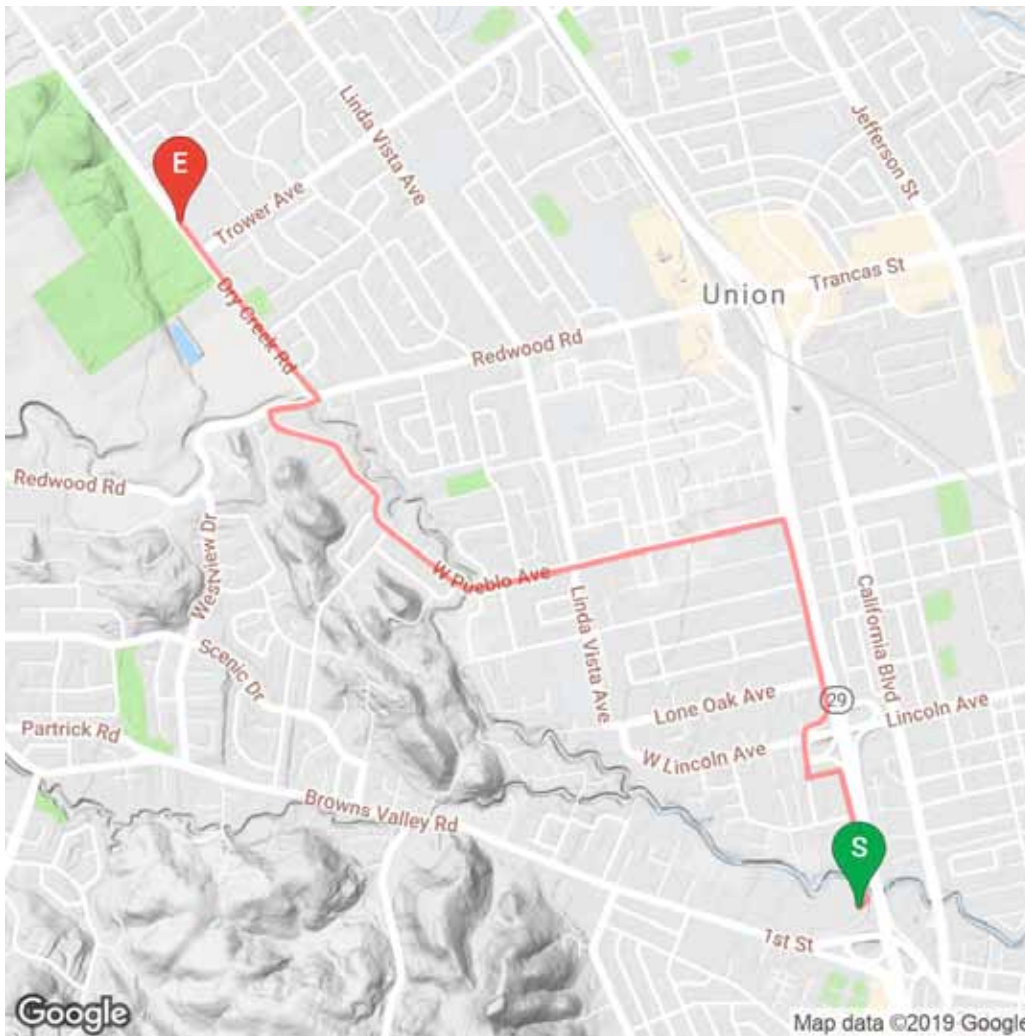 Linda Vista Ave
Jefferson St
E
Trower Ave
Trancas St
Union
Dry Creek Rd
Redwood Rd
Redwood Rd
Westview Dr
W Pueblo Ave
Linda Vista Ave
California Blvd
Scenic Dr
29
Lone Oak Ave
Lincoln Ave
Partrick Rd
W Lincoln Ave
Browns Valley Rd
S
1st St
Google
Map data ©2019 Google